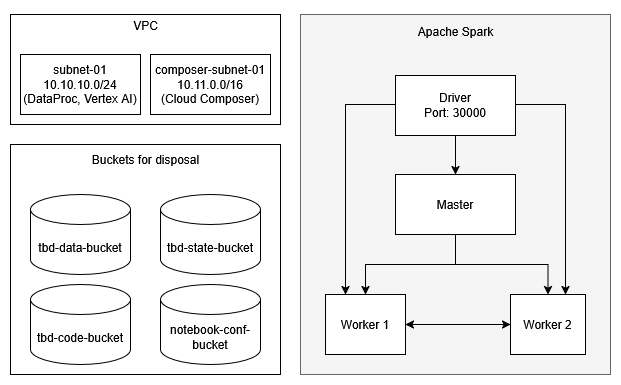 VPC
subnet-01
10.10.10.0/24
(DataProc, Vertex AI)
composer-subnet-01
10.11.0.0/16
(Cloud Composer)
Buckets for disposal
tbd-data-bucket
tbd-state-bucket
tbd-code-bucket
notebook-conf-
bucket
Apache Spark
Driver
Port: 30000
Master
Worker 1
Worker 2